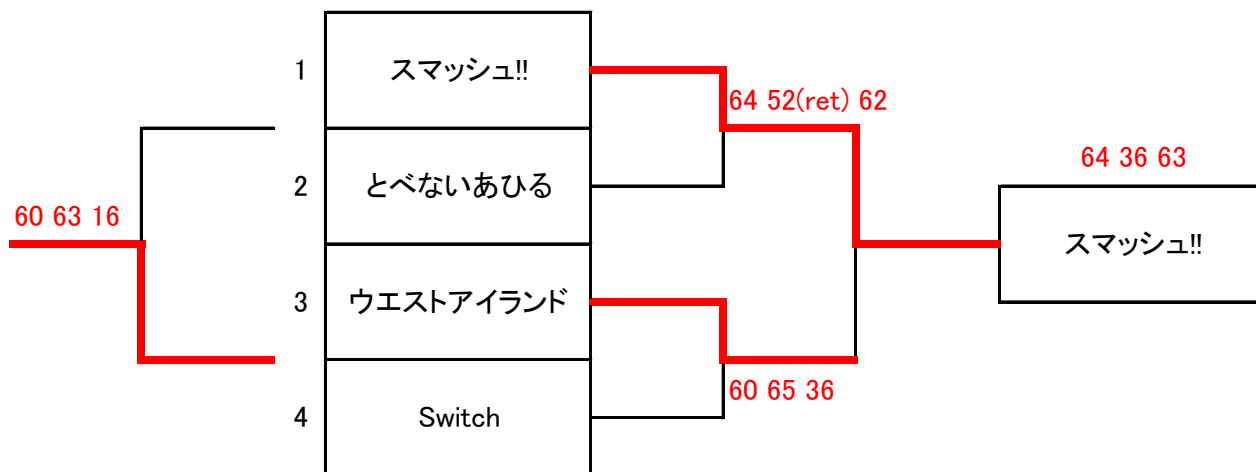 1 スマッシュ!!
64 52(ret) 62
64 36 63
2 とべないあひる
60 63 16
スマッシュ!!
3 ウエストアイランド
60 65 36
4 Switch